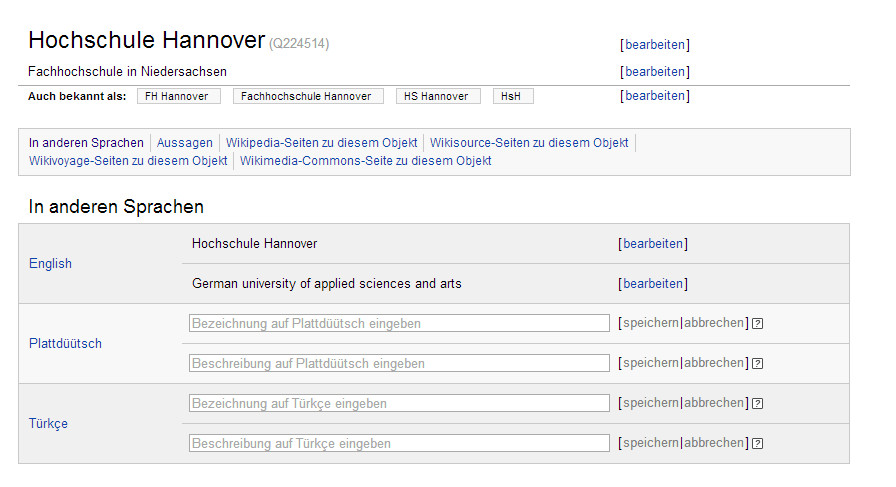 Hochschule Hannover (Q224514) [bearbeiten]
Fachhochschule in Niedersachsen [bearbeiten]
Auch bekannt als: FH Hannover Fachhochschule Hannover HS Hannover HsH [bearbeiten]
In anderen Sprachen Aussagen Wikipedia-Seiten zu diesem Objekt Wikisource-Seiten zu diesem Objekt
Wikivoyage-Seiten zu diesem Objekt Wikimedia-Commons-Seite zu diesem Objekt
In anderen Sprachen
English
Hochschule Hannover [bearbeiten]
German university of applied sciences and arts [bearbeiten]
Plattdüütsch
Bezeichnung auf Plattdüütsch eingeben [speichern|abbrechen] ?
Beschreibung auf Plattdüütsch eingeben [speichern|abbrechen] ?
Türkçe
Bezeichnung auf Türkçe eingeben [speichern|abbrechen] ?
Beschreibung auf Türkçe eingeben [speichern|abbrechen] ?